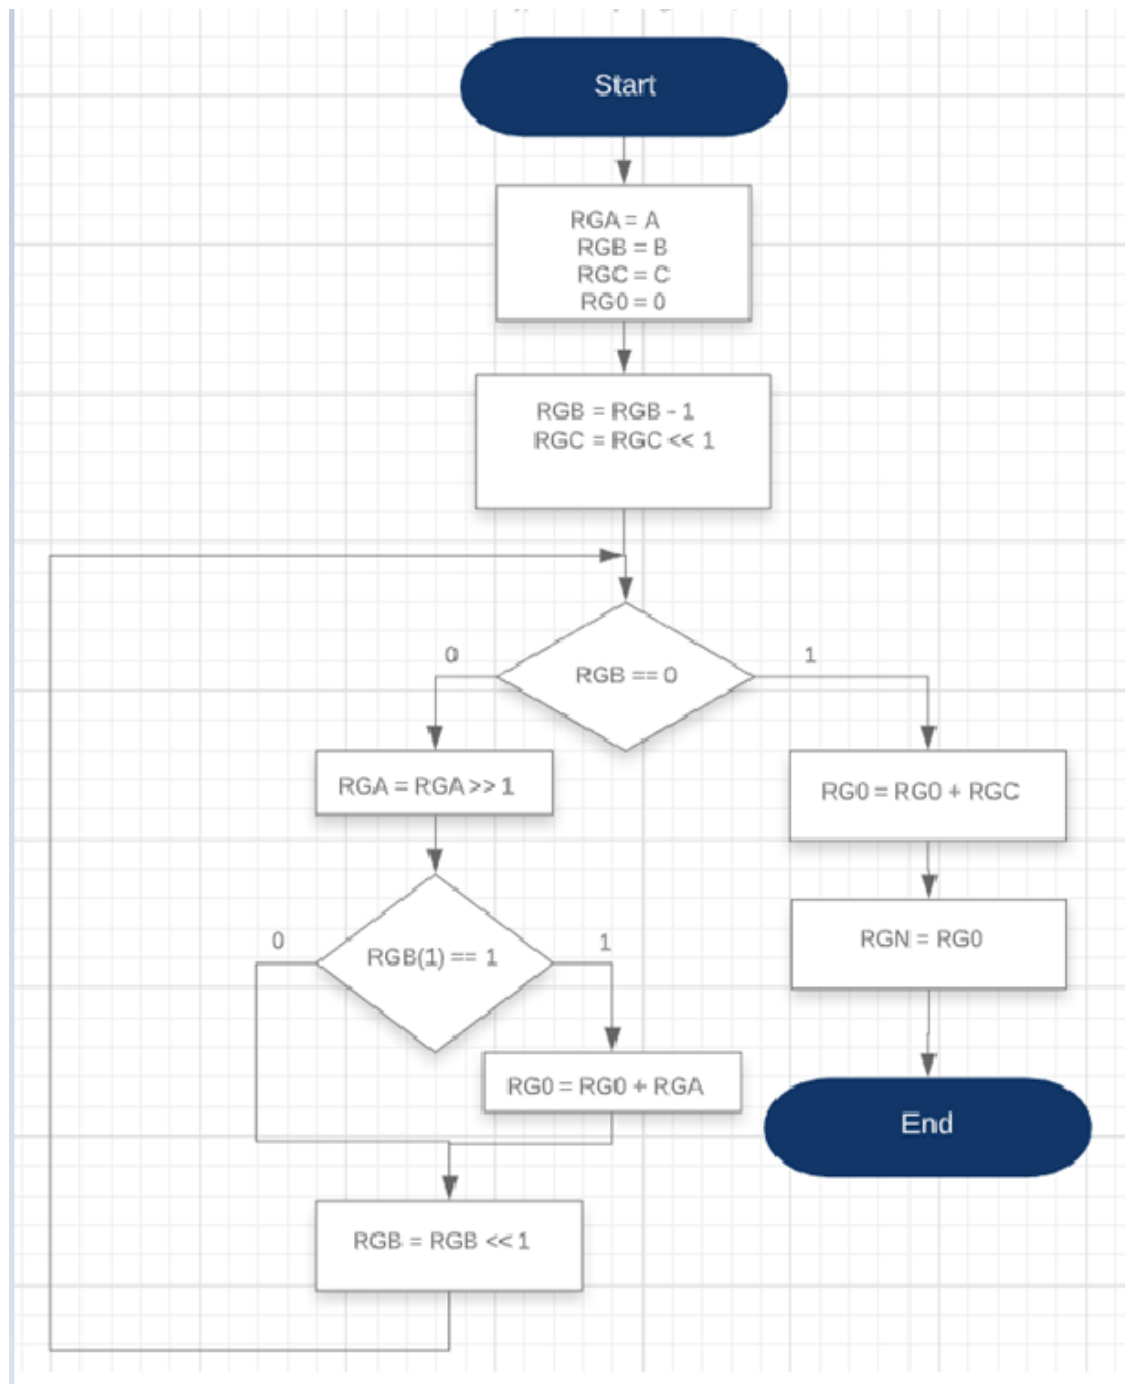 Start
RGA = A
RGB = B
RGC = C
RG0 = 0
RGB = RGB - 1
RGC = RGC << 1
0
1
RGB == 0
RGA = RGA >> 1
RG0 = RG0 + RGC
0
1
RGB(1) == 1
RGN = RG0
RG0 = RG0 + RGA
End
RGB = RGB << 1